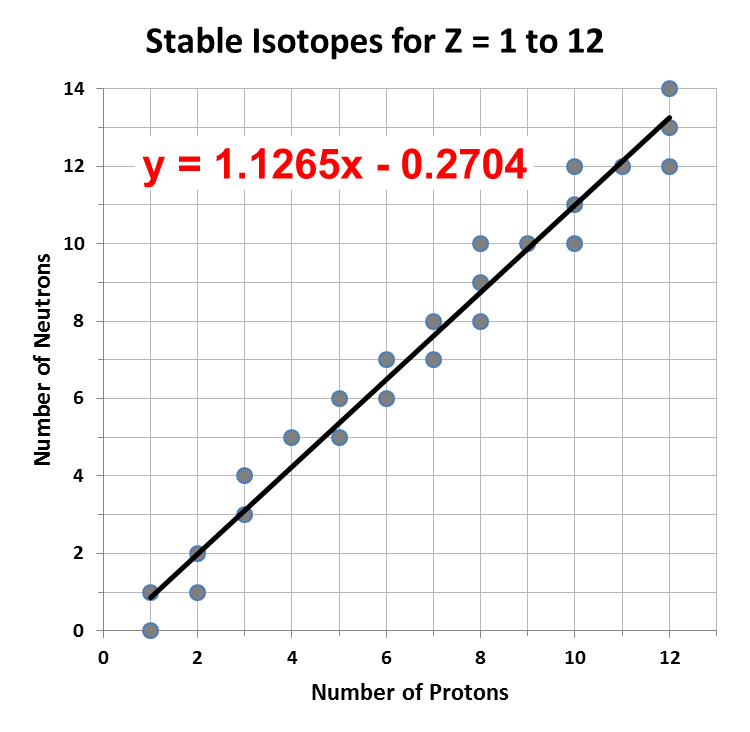 Stable Isotopes for Z = 1 to 12
14
12
10
8
6
4
2
0
y = 1.1265x - 0.2704
Number of Neutrons
0 2 4 6 8 10 12
Number of Protons